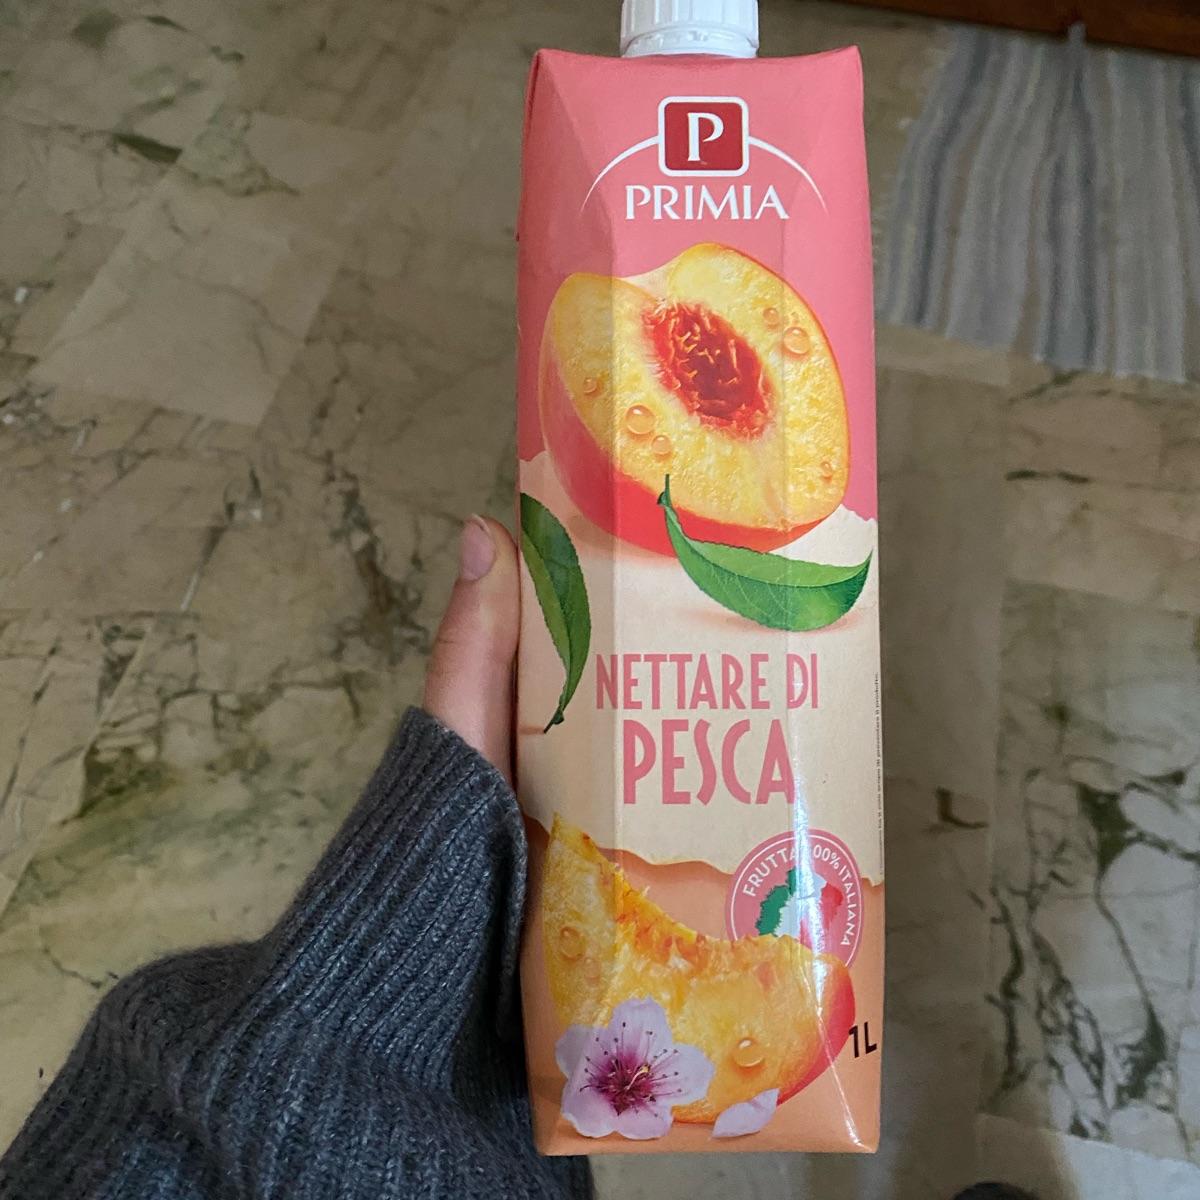 P
PRIMIA
NETTARE DI
PESCA
FRUTTA 100% ITALIANA
1L